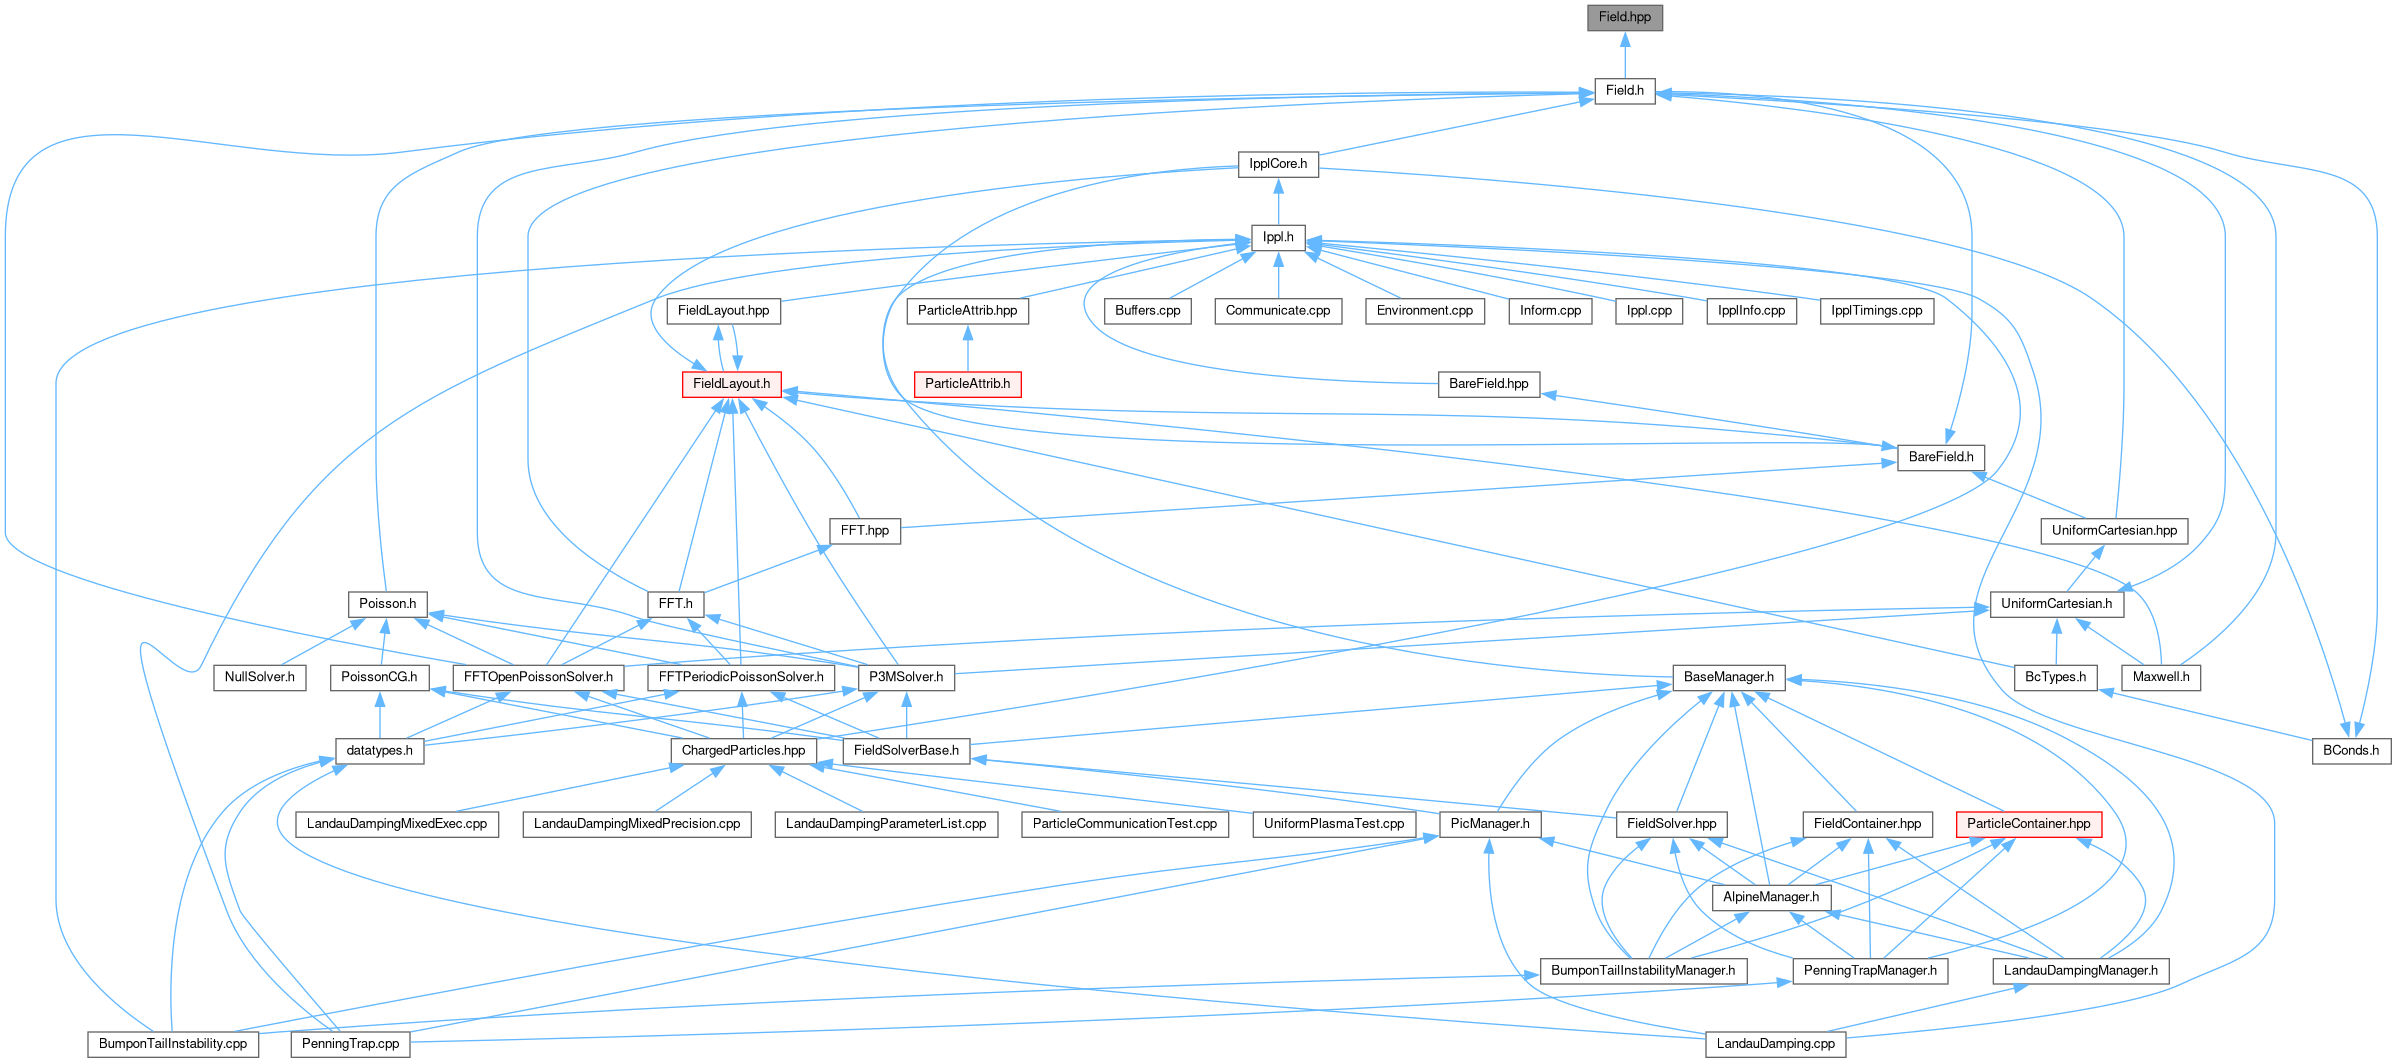 Field.hpp
Field.h
IpplCore.h
Ippl.h
FieldLayout.hpp
ParticleAttrib.hpp
Buffers.cpp
Communicate.cpp
Environment.cpp
Inform.cpp
Ippl.cpp
IpplInfo.cpp
IpplTimings.cpp
FieldLayout.h
ParticleAttrib.h
BareField.hpp
BareField.h
FFT.hpp
UniformCartesian.hpp
Poisson.h
FFT.h
UniformCartesian.h
NullSolver.h
PoissonCG.h
FFTOpenPoissonSolver.h
FFTPeriodicPoissonSolver.h
P3MSolver.h
BaseManager.h
BcTypes.h
Maxwell.h
datatypes.h
ChargedParticles.hpp
FieldSolverBase.h
BConds.h
LandauDampingMixedExec.cpp
LandauDampingMixedPrecision.cpp
LandauDampingParameterList.cpp
ParticleCommunicationTest.cpp
UniformPlasmaTest.cpp
PicManager.h
FieldSolver.hpp
FieldContainer.hpp
ParticleContainer.hpp
AlpineManager.h
BumponTailInstabilityManager.h
PenningTrapManager.h
LandauDampingManager.h
BumponTailInstability.cpp
PenningTrap.cpp
LandauDamping.cpp